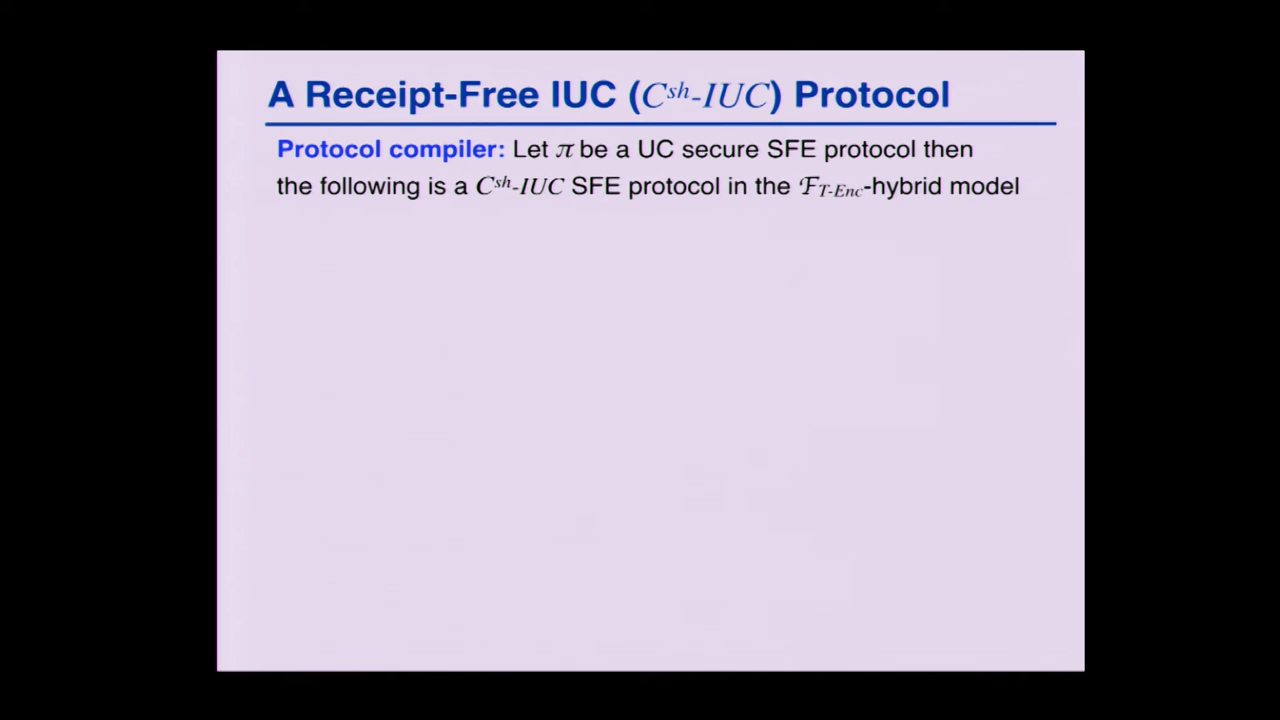 A Receipt-Free IUC (Cˢʰ-IUC) Protocol
Protocol compiler: Let π be a UC secure SFE protocol then
the following is a Cˢʰ-IUC SFE protocol in the ℱ_T-Enc-hybrid model